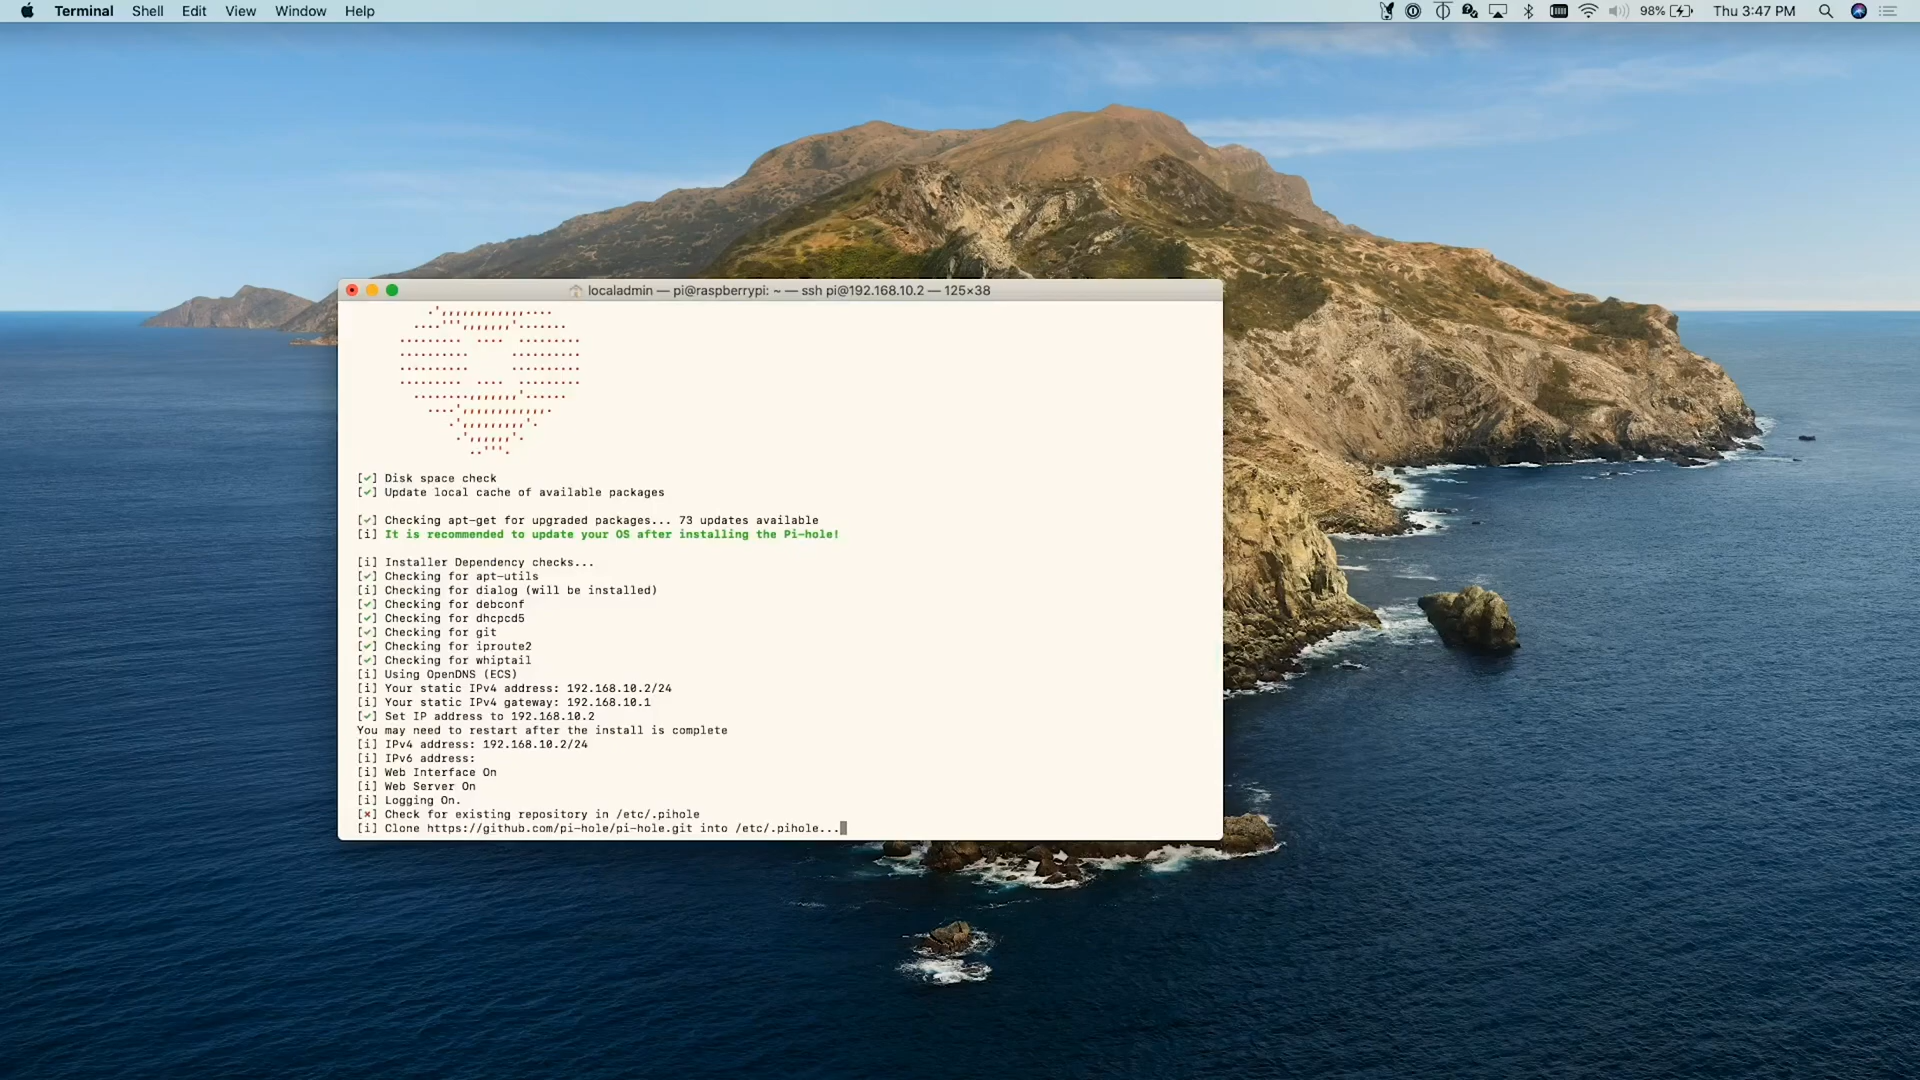 Terminal Shell Edit View Window Help 98% Thu 3:47 PM
localadmin — pi@raspberrypi: ~ — ssh pi@192.168.10.2 — 125×38
[✓] Disk space check
[✓] Update local cache of available packages
[✓] Checking apt-get for upgraded packages... 73 updates available
[i] It is recommended to update your OS after installing the Pi-hole!
[i] Installer Dependency checks...
[✓] Checking for apt-utils
[i] Checking for dialog (will be installed)
[✓] Checking for debconf
[✓] Checking for dhcpcd5
[✓] Checking for git
[✓] Checking for iproute2
[✓] Checking for whiptail
[i] Using OpenDNS (ECS)
[i] Your static IPv4 address: 192.168.10.2/24
[i] Your static IPv4 gateway: 192.168.10.1
[✓] Set IP address to 192.168.10.2
You may need to restart after the install is complete
[i] IPv4 address: 192.168.10.2/24
[i] IPv6 address:
[i] Web Interface On
[i] Web Server On
[i] Logging On.
[✗] Check for existing repository in /etc/.pihole
[i] Clone https://github.com/pi-hole/pi-hole.git into /etc/.pihole...